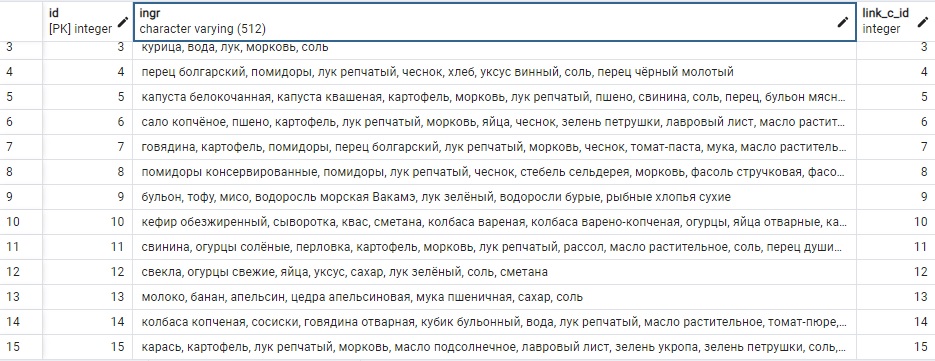 id ingr link_c_id
[PK] integer character varying (512) integer
3 3 курица, вода, лук, морковь, соль 3
4 4 перец болгарский, помидоры, лук репчатый, чеснок, хлеб, уксус винный, соль, перец чёрный молотый 4
5 5 капуста белокочанная, капуста квашеная, картофель, морковь, лук репчатый, пшено, свинина, соль, перец, бульон мясн... 5
6 6 сало копчёное, пшено, картофель, лук репчатый, морковь, яйца, чеснок, зелень петрушки, лавровый лист, масло растит... 6
7 7 говядина, картофель, помидоры, перец болгарский, лук репчатый, морковь, чеснок, томат-паста, мука, масло раститель... 7
8 8 помидоры консервированные, помидоры, лук репчатый, чеснок, стебель сельдерея, морковь, фасоль стручковая, фасо... 8
9 9 бульон, тофу, мисо, водоросль морская Вакамэ, лук зелёный, водоросли бурые, рыбные хлопья сухие 9
10 10 кефир обезжиренный, сыворотка, квас, сметана, колбаса вареная, колбаса варено-копченая, огурцы, яйца отварные, ка... 10
11 11 свинина, огурцы солёные, перловка, картофель, морковь, лук репчатый, рассол, масло растительное, соль, перец души... 11
12 12 свекла, огурцы свежие, яйца, уксус, сахар, лук зелёный, соль, сметана 12
13 13 молоко, банан, апельсин, цедра апельсиновая, мука пшеничная, сахар, соль 13
14 14 колбаса копченая, сосиски, говядина отварная, кубик бульонный, вода, лук репчатый, масло растительное, томат-пюре,... 14
15 15 карась, картофель, лук репчатый, морковь, масло подсолнечное, лавровый лист, зелень укропа, зелень петрушки, соль,... 15